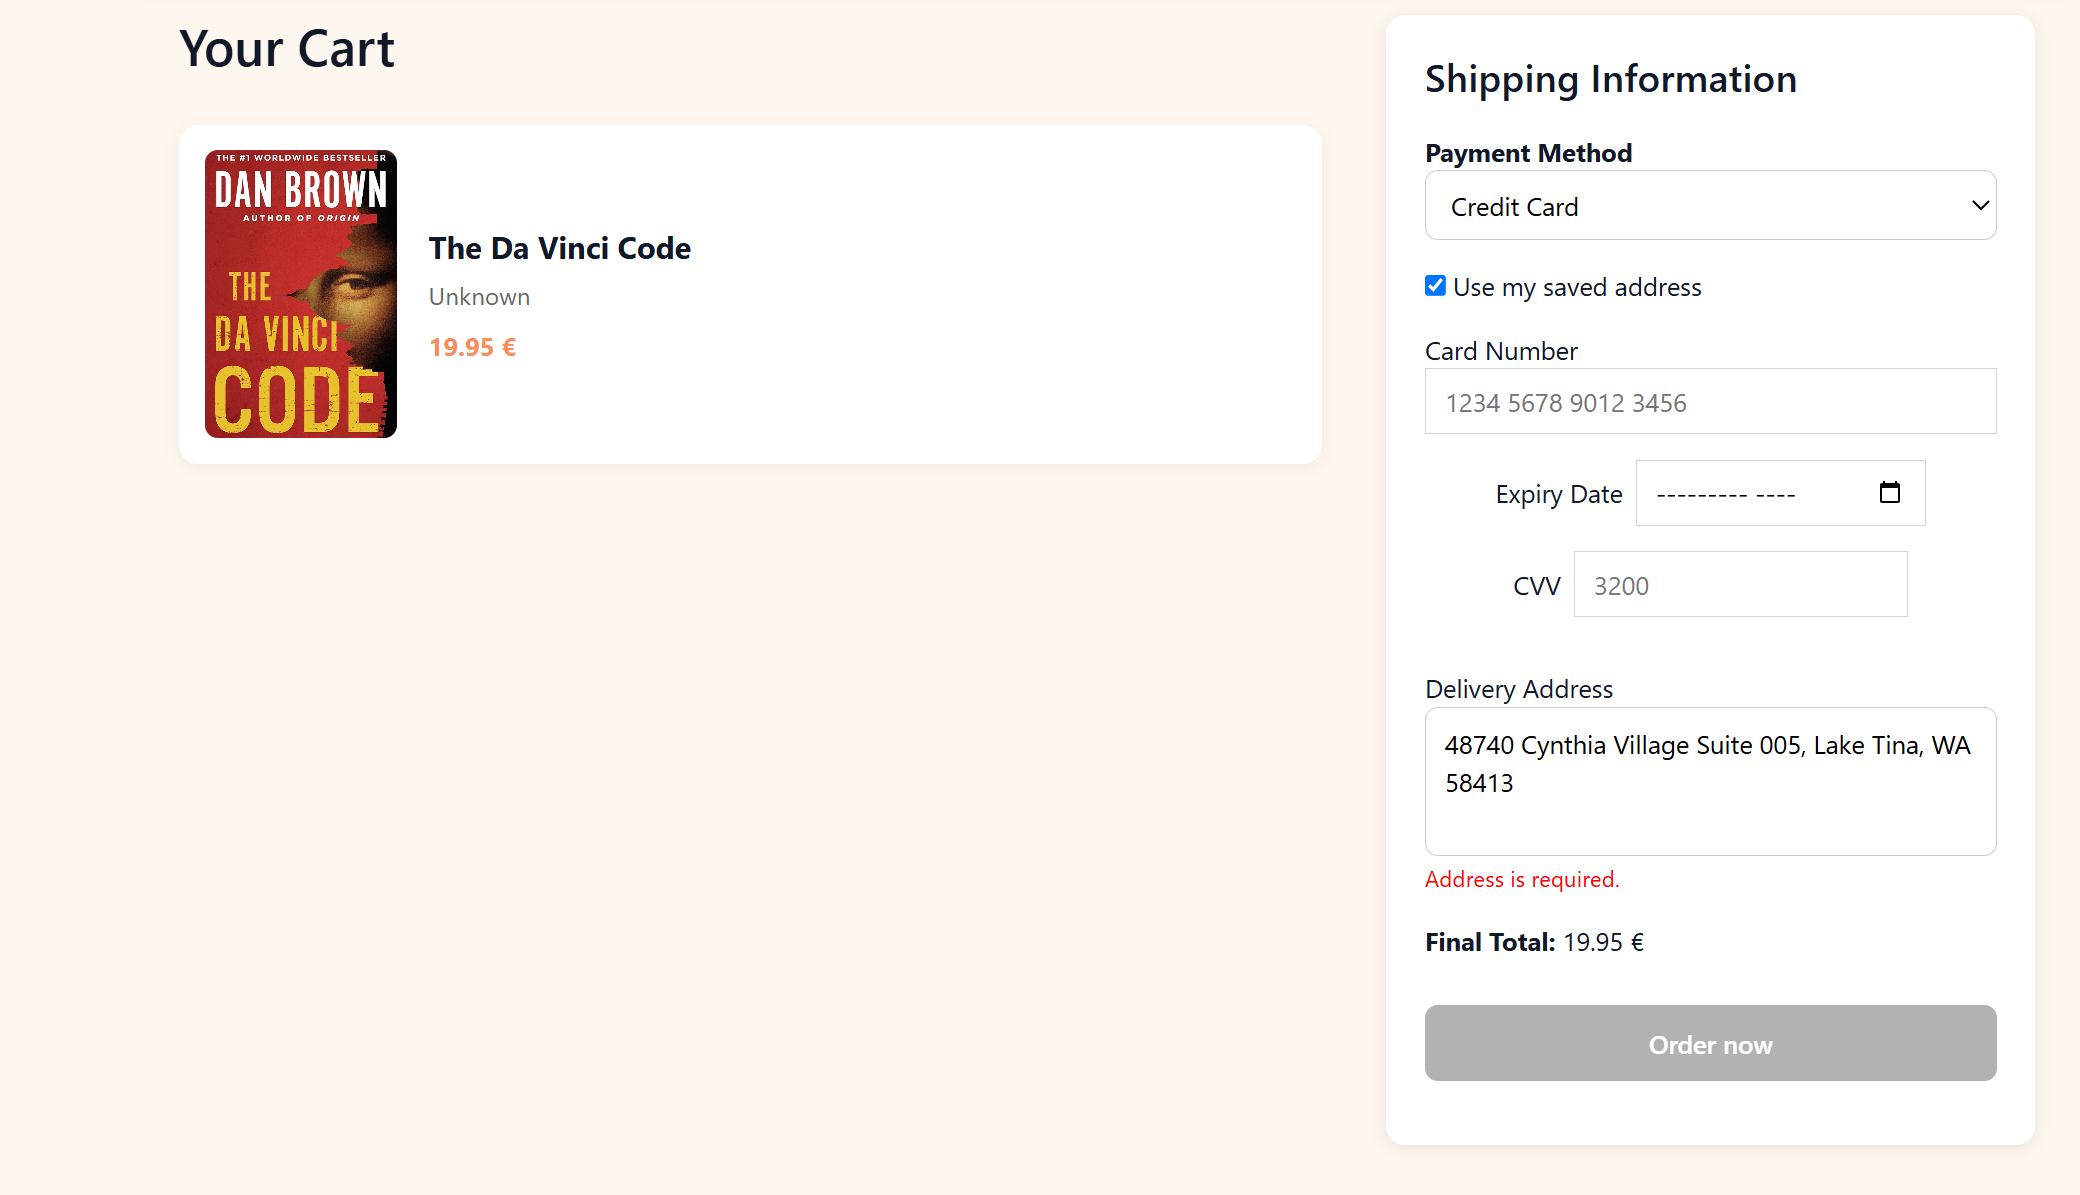 Your Cart
THE #1 WORLDWIDE BESTSELLER
DAN BROWN
AUTHOR OF ORIGIN
THE
DA VINCI
CODE
The Da Vinci Code
Unknown
19.95 €
Shipping Information
Payment Method
Credit Card
Use my saved address
Card Number
1234 5678 9012 3456
Expiry Date --------- ----
CVV 3200
Delivery Address
48740 Cynthia Village Suite 005, Lake Tina, WA
58413
Address is required.
Final Total: 19.95 €
Order now